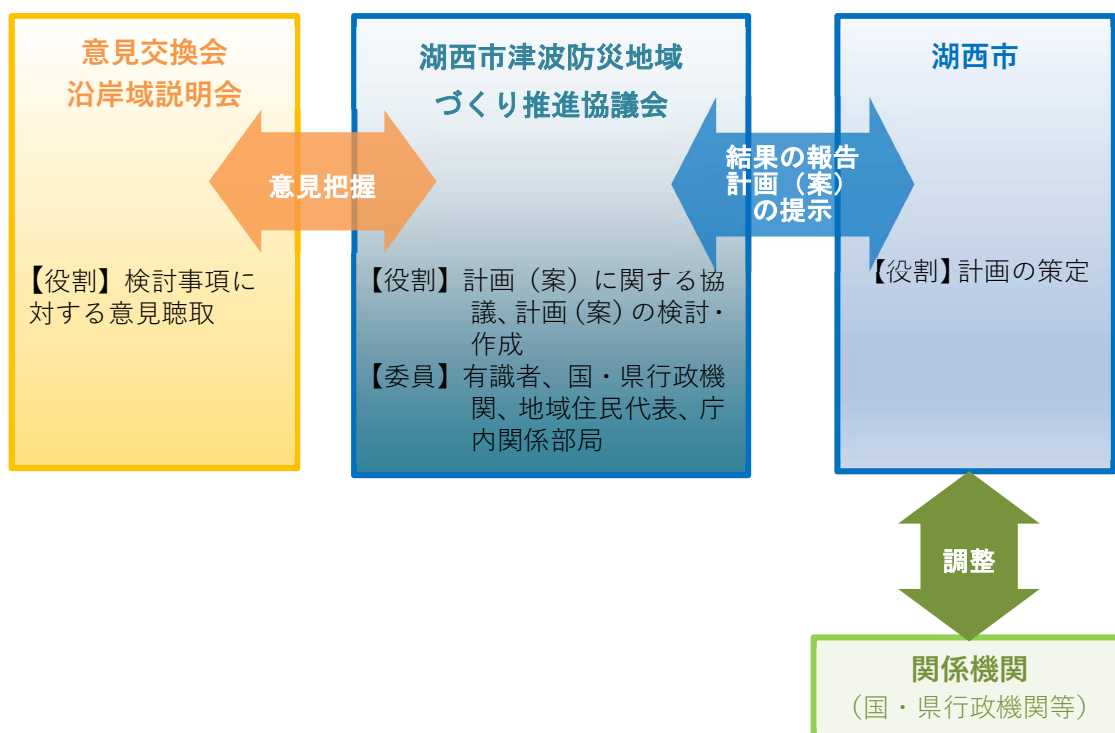 意見交換会
沿岸域説明会
意見把握
【役割】検討事項に
対する意見聴取
湖西市津波防災地域
づくり推進協議会
【役割】計画（案）に関する協
議、計画（案）の検討・
作成
【委員】有識者、国・県行政機
関、地域住民代表、庁
内関係部局
結果の報告
計画（案）
の提示
湖西市
【役割】計画の策定
調整
関係機関
（国・県行政機関等）